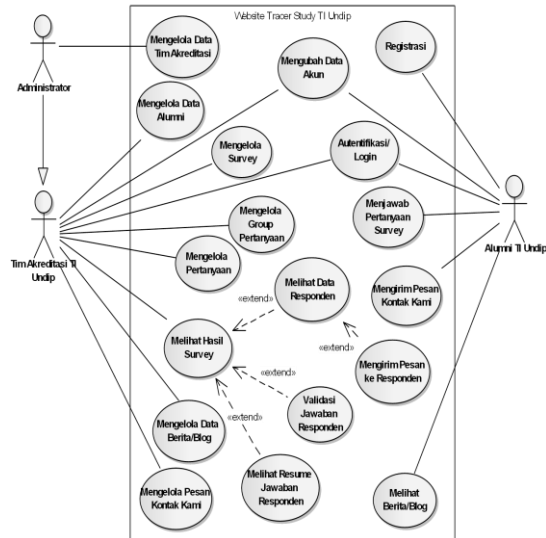 Website Tracer Study TI Undip
Mengelola Data
Tim Akreditasi
Administrator
Mengubah Data
Akun
Registrasi
Mengelola Data
Alumni
Mengelola
Survey
Autentifikasi/
Login
Tim Akreditasi TI
Undip
Mengelola
Group
Pertanyaan
Menjawab
Pertanyaan
Survey
Alumni TI Undip
Mengelola
Pertanyaan
Melihat Data
Responden
Mengirim Pesan
Kontak Kami
«extend»
Melihat Hasil
Survey
«extend»
Mengirim Pesan
ke Responden
«extend»
Validasi
Jawaban
Responden
«extend»
Mengelola Data
Berita/Blog
Melihat Resume
Jawaban
Responden
Mengelola Pesan
Kontak Kami
Melihat
Berita/Blog